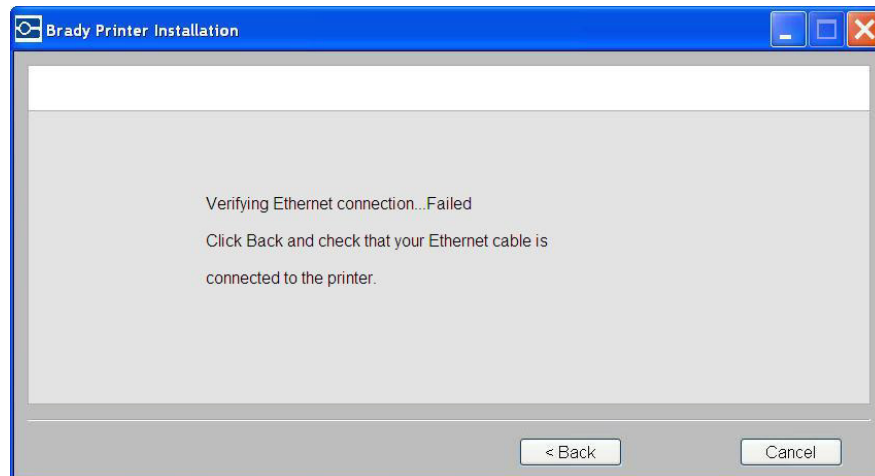 Brady Printer Installation
Verifying Ethernet connection...Failed
Click Back and check that your Ethernet cable is
connected to the printer.
< Back
Cancel